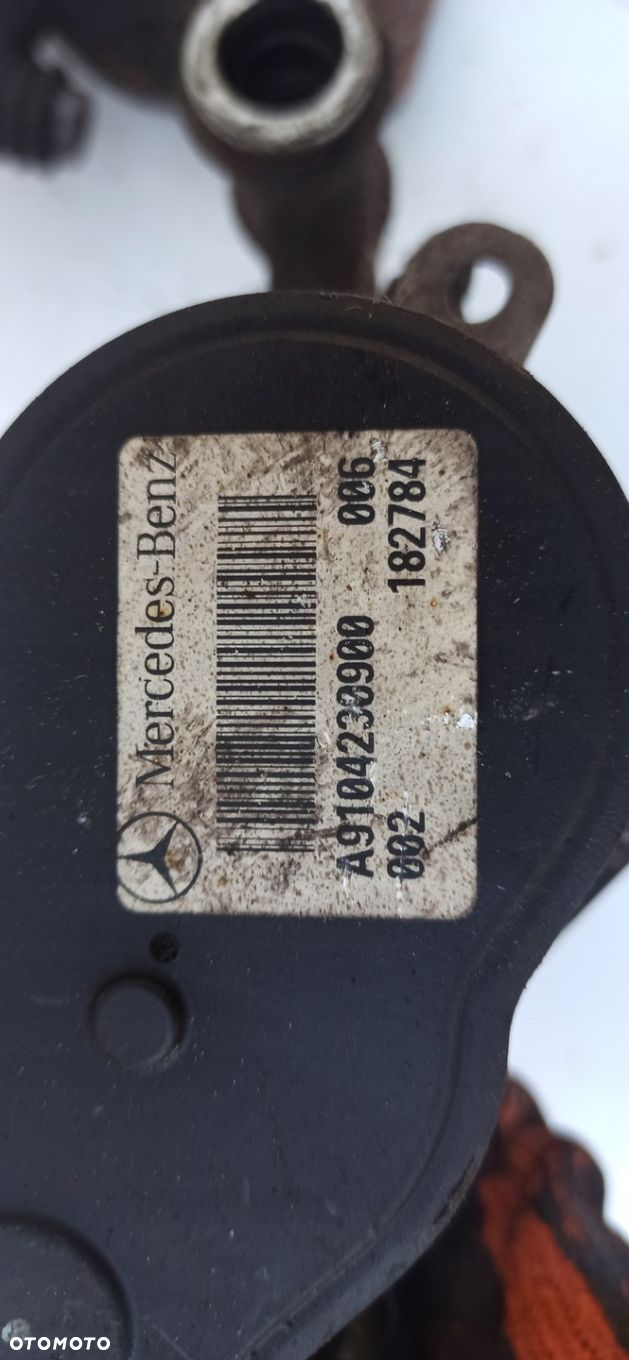 Mercedes-Benz
A9104230900 006
002 182784
OTOMOTO